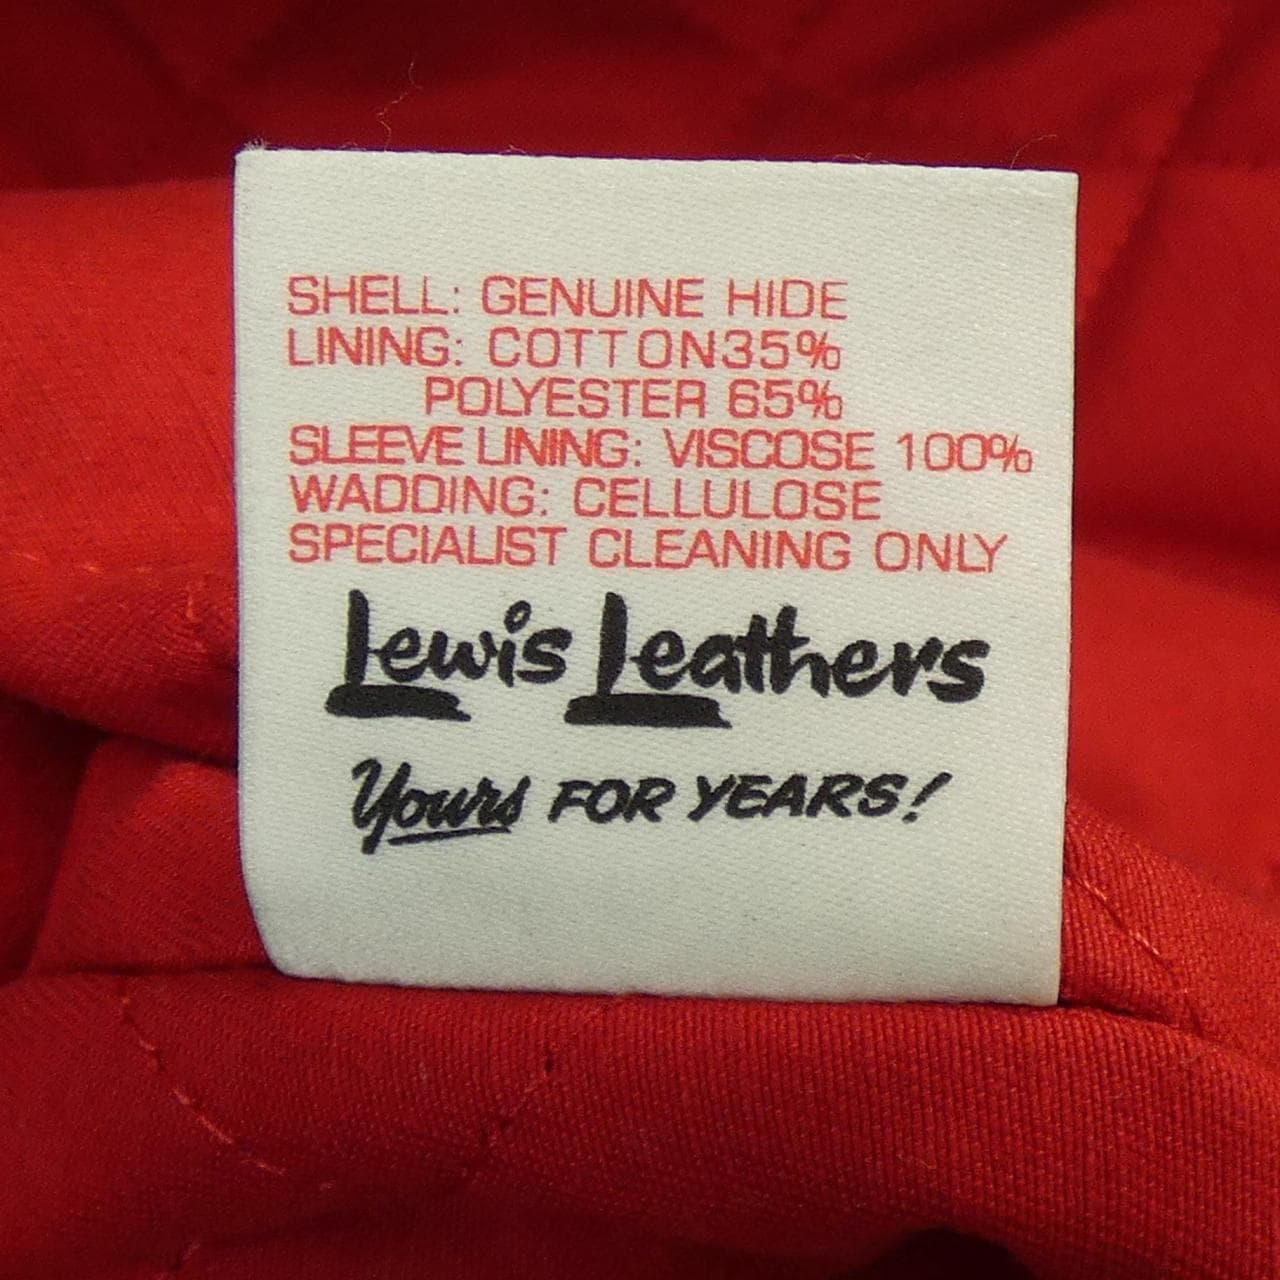 SHELL: GENUINE HIDE
LINING: COTTON35%
POLYESTER 65%
SLEEVE LINING: VISCOSE 100%
WADDING: CELLULOSE
SPECIALIST CLEANING ONLY
Lewis Leathers
Yours FOR YEARS!